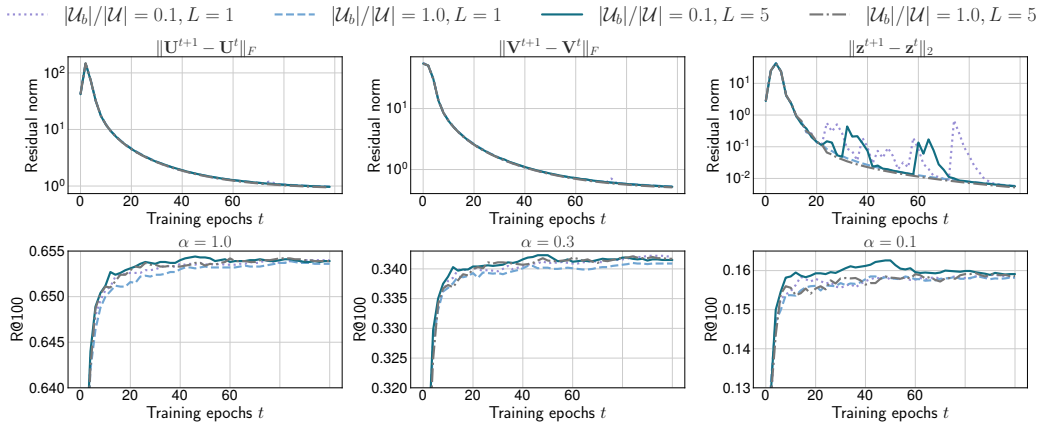 |𝒰_b|/|𝒰| = 0.1, L = 1 |𝒰_b|/|𝒰| = 1.0, L = 1 |𝒰_b|/|𝒰| = 0.1, L = 5 |𝒰_b|/|𝒰| = 1.0, L = 5
‖U^{t+1} − U^t‖_F
Residual norm
10^2
10^1
10^0
0 20 40 60
Training epochs t
‖V^{t+1} − V^t‖_F
Residual norm
10^1
10^0
0 20 40 60
Training epochs t
‖z^{t+1} − z^t‖_2
Residual norm
10^1
10^0
10^{-1}
10^{-2}
0 20 40 60
Training epochs t
α = 1.0
R@100
0.655
0.650
0.645
0.640
0 20 40 60
Training epochs t
α = 0.3
R@100
0.340
0.335
0.330
0.325
0.320
0 20 40 60
Training epochs t
α = 0.1
R@100
0.16
0.15
0.14
0.13
0 20 40 60
Training epochs t